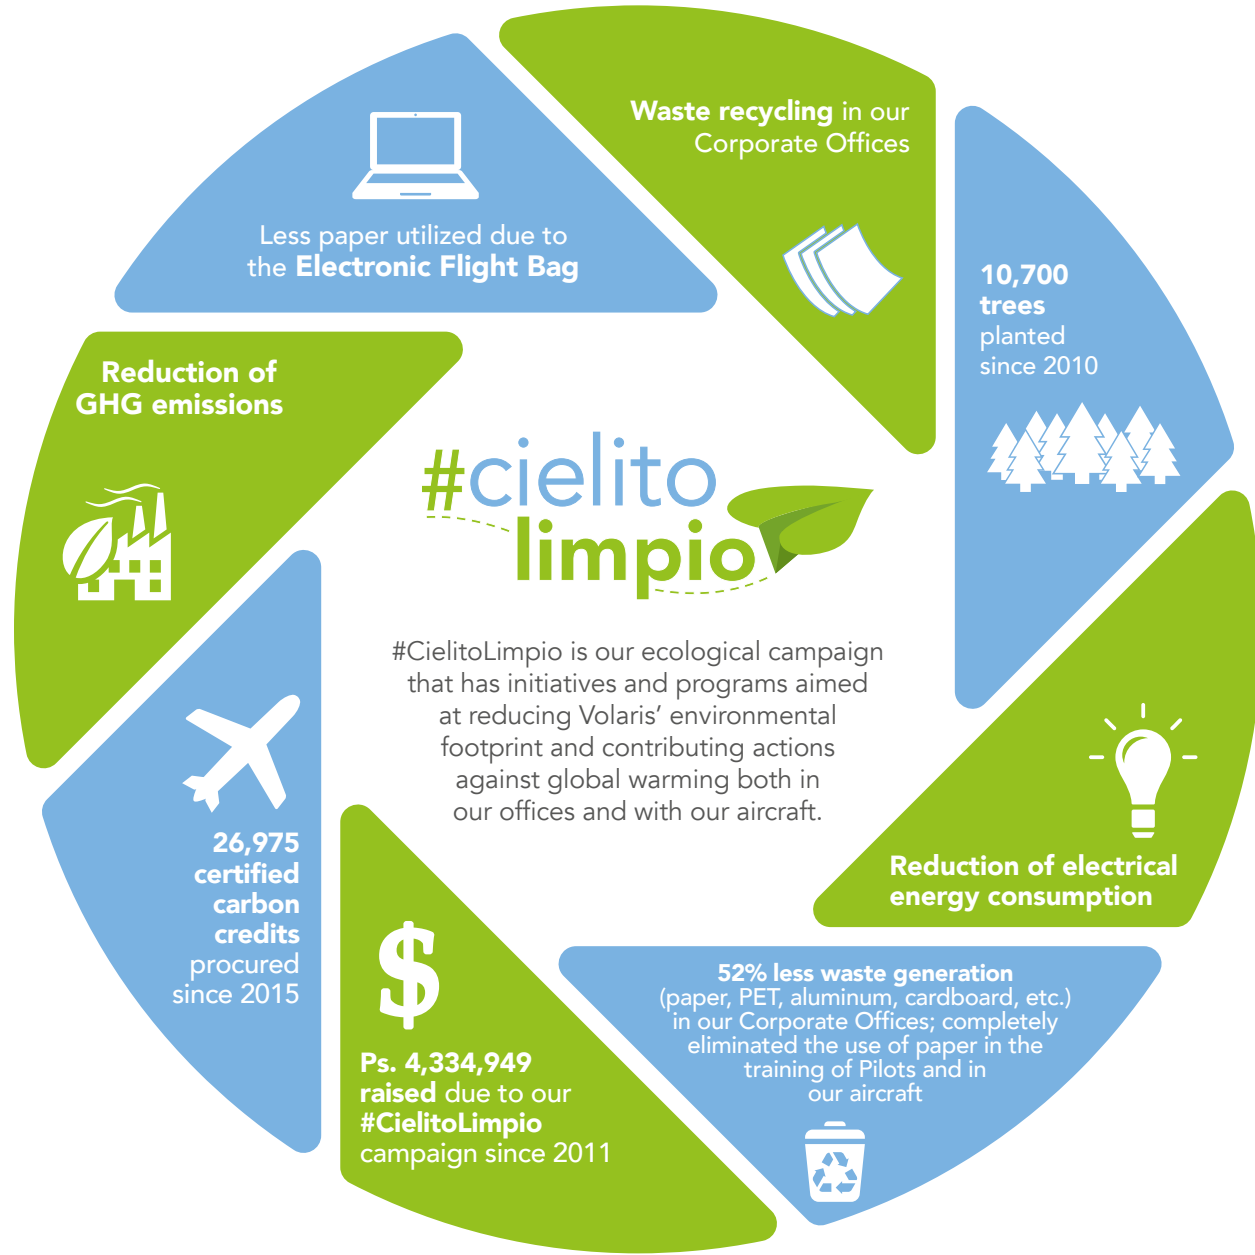 Waste recycling in our
Corporate Offices
Less paper utilized due to
the Electronic Flight Bag
10,700
trees
planted
since 2010
Reduction of
GHG emissions
#cielito
limpio
#CielitoLimpio is our ecological campaign
that has initiatives and programs aimed
at reducing Volaris’ environmental
footprint and contributing actions
against global warming both in
our offices and with our aircraft.
26,975
certified
carbon
credits
procured
since 2015
Reduction of electrical
energy consumption
$
Ps. 4,334,949
raised due to our
#CielitoLimpio
campaign since 2011
52% less waste generation
(paper, PET, aluminum, cardboard, etc.)
in our Corporate Offices; completely
eliminated the use of paper in the
training of Pilots and in
our aircraft